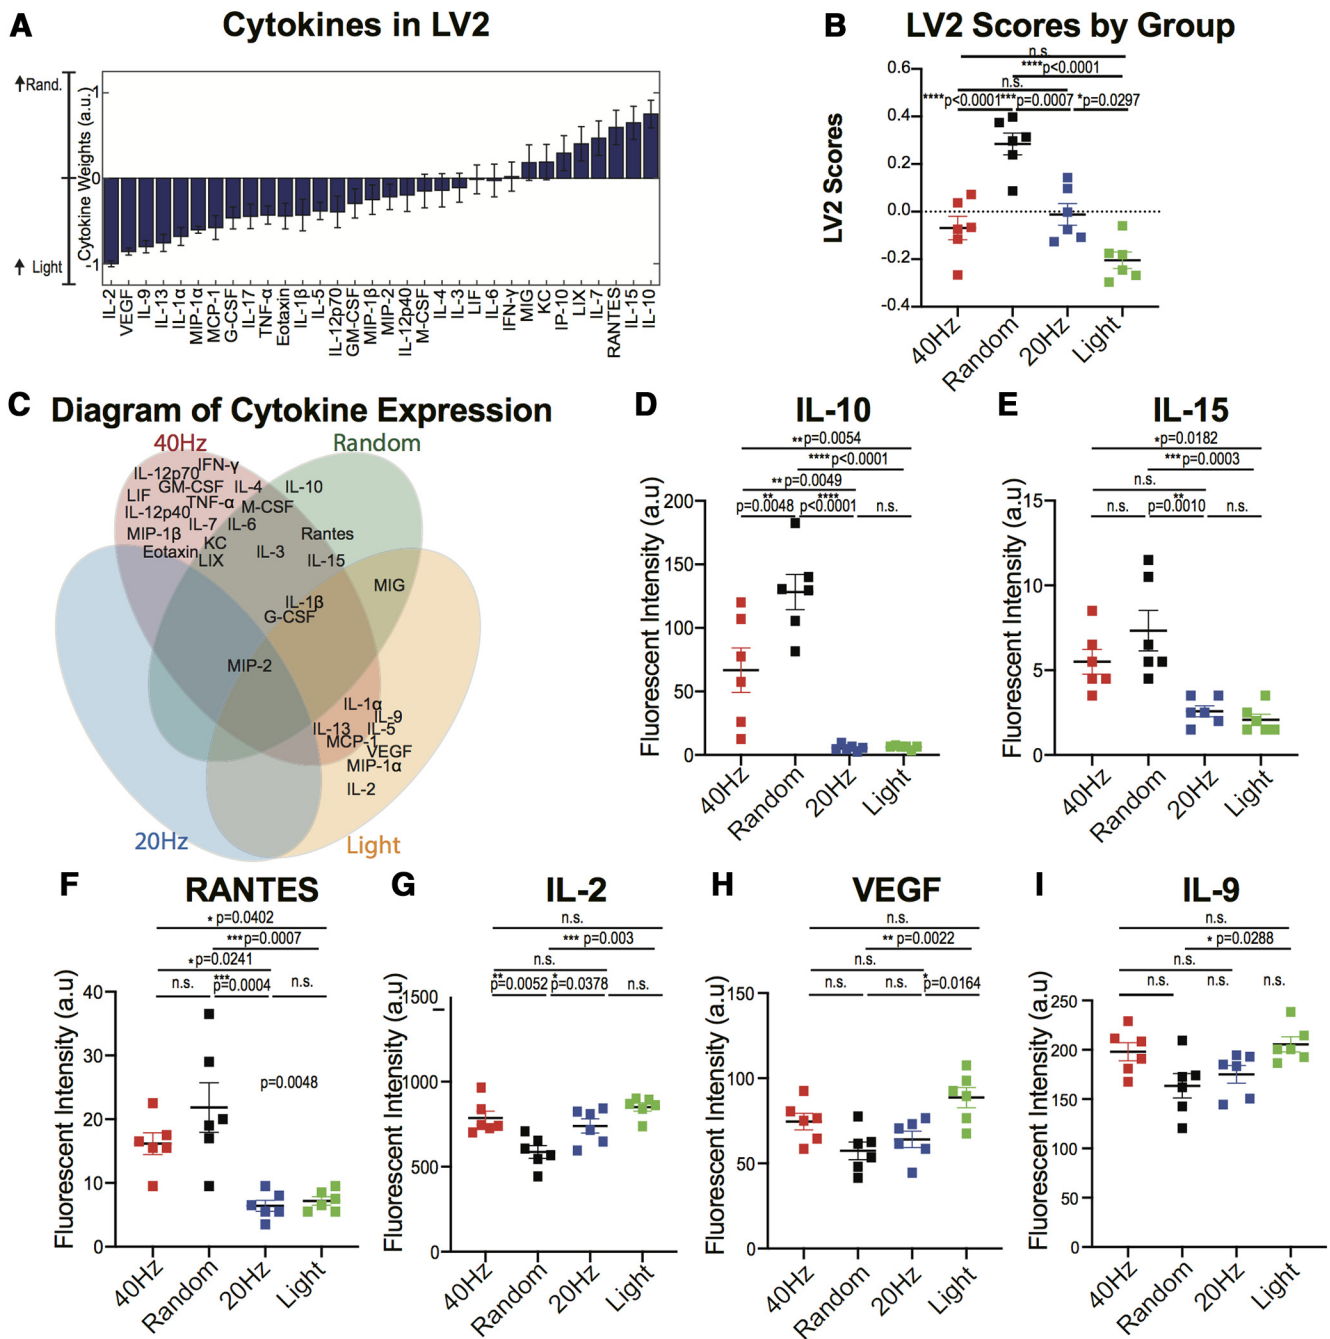 A
Cytokines in LV2
↑Rand.
↑ Light
Cytokine Weights (a.u.)
1
0
-1
IL-2
VEGF
IL-9
IL-13
IL-1α
MIP-1α
MCP-1
G-CSF
IL-17
TNF-α
Eotaxin
IL-1β
IL-5
IL-12p70
GM-CSF
MIP-1β
MIP-2
IL-12p40
M-CSF
IL-4
IL-3
LIF
IL-6
IFN-γ
MIG
KC
IP-10
LIX
IL-7
RANTES
IL-15
IL-10
B
LV2 Scores by Group
n.s.
****p<0.0001
n.s.
****p<0.0001 ***p=0.0007 *p=0.0297
LV2 Scores
0.6
0.4
0.2
0.0
-0.2
-0.4
40Hz
Random
20Hz
Light
C
Diagram of Cytokine Expression
40Hz
Random
IFN-γ
IL-12p70
GM-CSF IL-4
IL-10
LIF
TNF-α
M-CSF
IL-12p40
IL-7 IL-6
MIP-1β
KC
Rantes
Eotaxin
IL-3
LIX
IL-15
MIG
IL-1β
G-CSF
MIP-2
IL-1α
IL-9
IL-13 IL-5
MCP-1
VEGF
MIP-1α
IL-2
20Hz
Light
D
IL-10
**p=0.0054
****p<0.0001
**p=0.0049
** ****
p=0.0048 p<0.0001 n.s.
Fluorescent Intensity (a.u)
200
150
100
50
0
40Hz
Random
20Hz
Light
E
IL-15
*p=0.0182
***p=0.0003
n.s.
**
n.s. p=0.0010 n.s.
Fluorescent Intensity (a.u)
15
10
5
0
40Hz
Random
20Hz
Light
F
RANTES
* p=0.0402
***p=0.0007
*p=0.0241
***
n.s. p=0.0004 n.s.
Fluorescent Intensity (a.u)
40
30
20
10
0
p=0.0048
40Hz
Random
20Hz
Light
G
IL-2
n.s.
*** p=0.003
n.s.
** *
p=0.0052 p=0.0378 n.s.
Fluorescent Intensity (a.u)
1500
1000
500
0
40Hz
Random
20Hz
Light
H
VEGF
n.s.
** p=0.0022
n.s.
*
n.s. n.s. p=0.0164
Fluorescent Intensity (a.u)
150
100
50
0
40Hz
Random
20Hz
Light
I
IL-9
n.s.
* p=0.0288
n.s.
n.s. n.s. n.s.
Fluorescent Intensity (a.u)
250
200
150
100
50
0
40Hz
Random
20Hz
Light